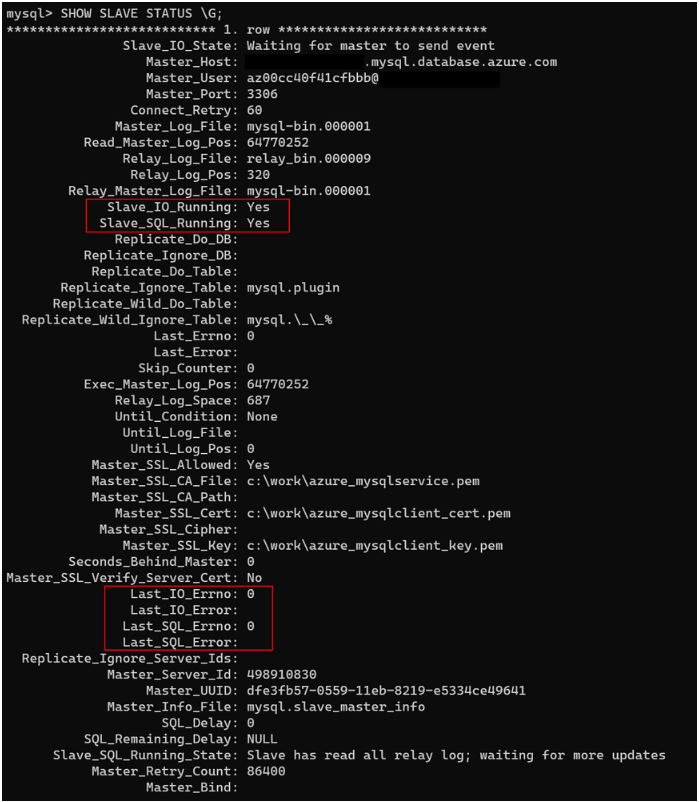 mysql> SHOW SLAVE STATUS \G;
*************************** 1. row ***************************
Slave_IO_State: Waiting for master to send event
Master_Host: .mysql.database.azure.com
Master_User: az00cc40f41cfbbb@
Master_Port: 3306
Connect_Retry: 60
Master_Log_File: mysql-bin.000001
Read_Master_Log_Pos: 64770252
Relay_Log_File: relay_bin.000009
Relay_Log_Pos: 320
Relay_Master_Log_File: mysql-bin.000001
Slave_IO_Running: Yes
Slave_SQL_Running: Yes
Replicate_Do_DB:
Replicate_Ignore_DB:
Replicate_Do_Table:
Replicate_Ignore_Table: mysql.plugin
Replicate_Wild_Do_Table:
Replicate_Wild_Ignore_Table: mysql.\_\_%
Last_Errno: 0
Last_Error:
Skip_Counter: 0
Exec_Master_Log_Pos: 64770252
Relay_Log_Space: 687
Until_Condition: None
Until_Log_File:
Until_Log_Pos: 0
Master_SSL_Allowed: Yes
Master_SSL_CA_File: c:\work\azure_mysqlservice.pem
Master_SSL_CA_Path:
Master_SSL_Cert: c:\work\azure_mysqlclient_cert.pem
Master_SSL_Cipher:
Master_SSL_Key: c:\work\azure_mysqlclient_key.pem
Seconds_Behind_Master: 0
Master_SSL_Verify_Server_Cert: No
Last_IO_Errno: 0
Last_IO_Error:
Last_SQL_Errno: 0
Last_SQL_Error:
Replicate_Ignore_Server_Ids:
Master_Server_Id: 498910830
Master_UUID: dfe3fb57-0559-11eb-8219-e5334ce49641
Master_Info_File: mysql.slave_master_info
SQL_Delay: 0
SQL_Remaining_Delay: NULL
Slave_SQL_Running_State: Slave has read all relay log; waiting for more updates
Master_Retry_Count: 86400
Master_Bind: